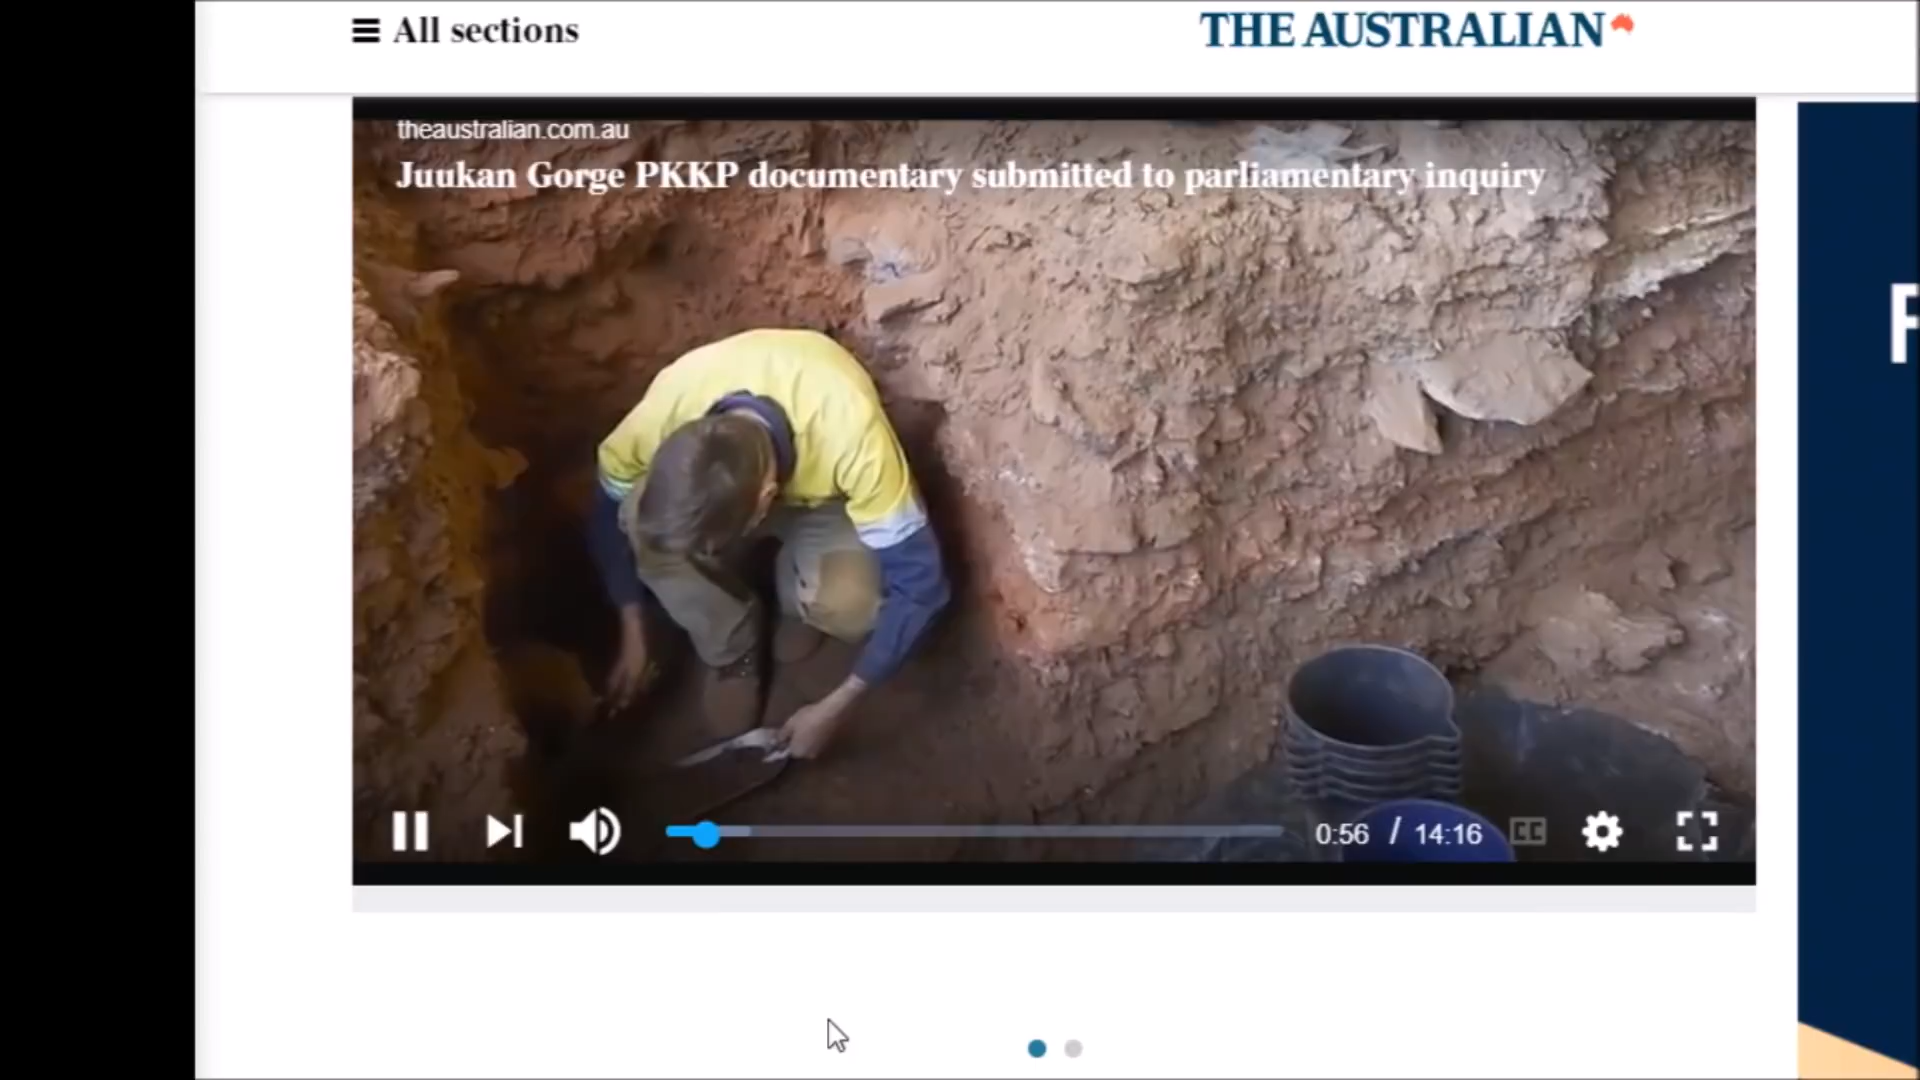 All sections
THE AUSTRALIAN
theaustralian.com.au
Juukan Gorge PKKP documentary submitted to parliamentary inquiry
0:56 / 14:16
CC